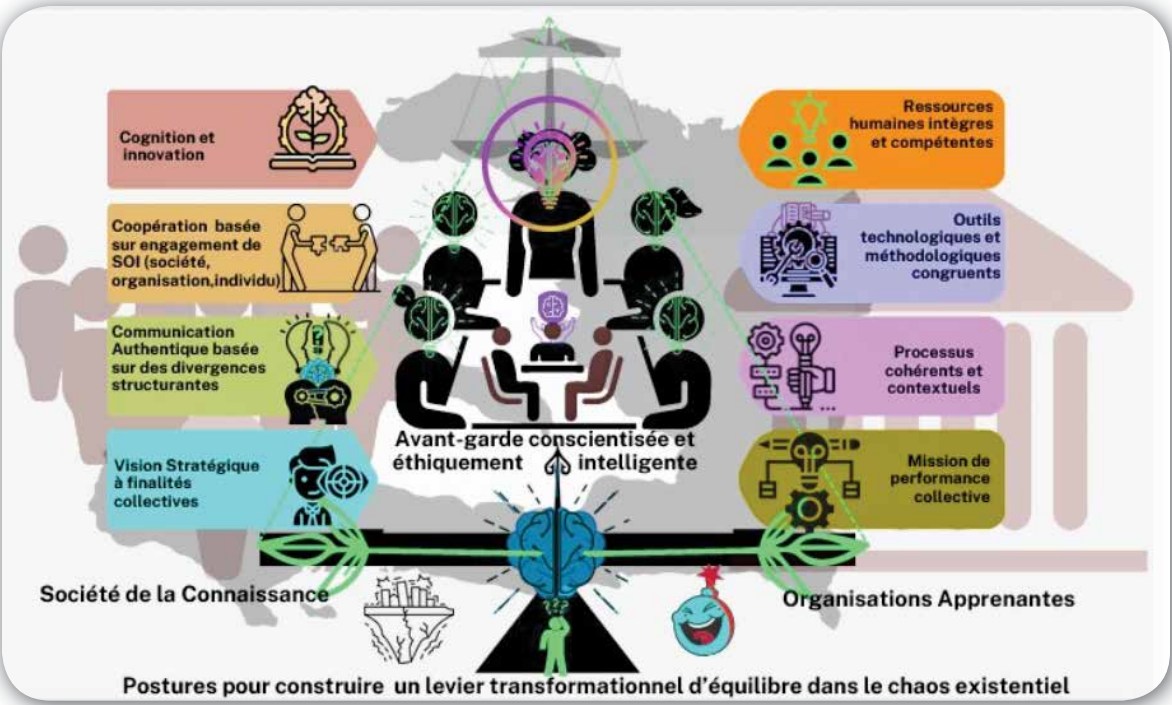 Cognition et
innovation
Coopération basée
sur engagement de
SOI (société,
organisation,individu)
Communication
Authentique basée
sur des divergences
structurantes
Vision Stratégique
à finalités
collectives
Ressources
humaines intègres
et compétentes
Outils
technologiques et
méthodologiques
congruents
Processus
cohérents et
contextuels
Mission de
performance
collective
Avant-garde conscientisée et
éthiquement intelligente
Société de la Connaissance
Organisations Apprenantes
Postures pour construire un levier transformationnel d'équilibre dans le chaos existentiel